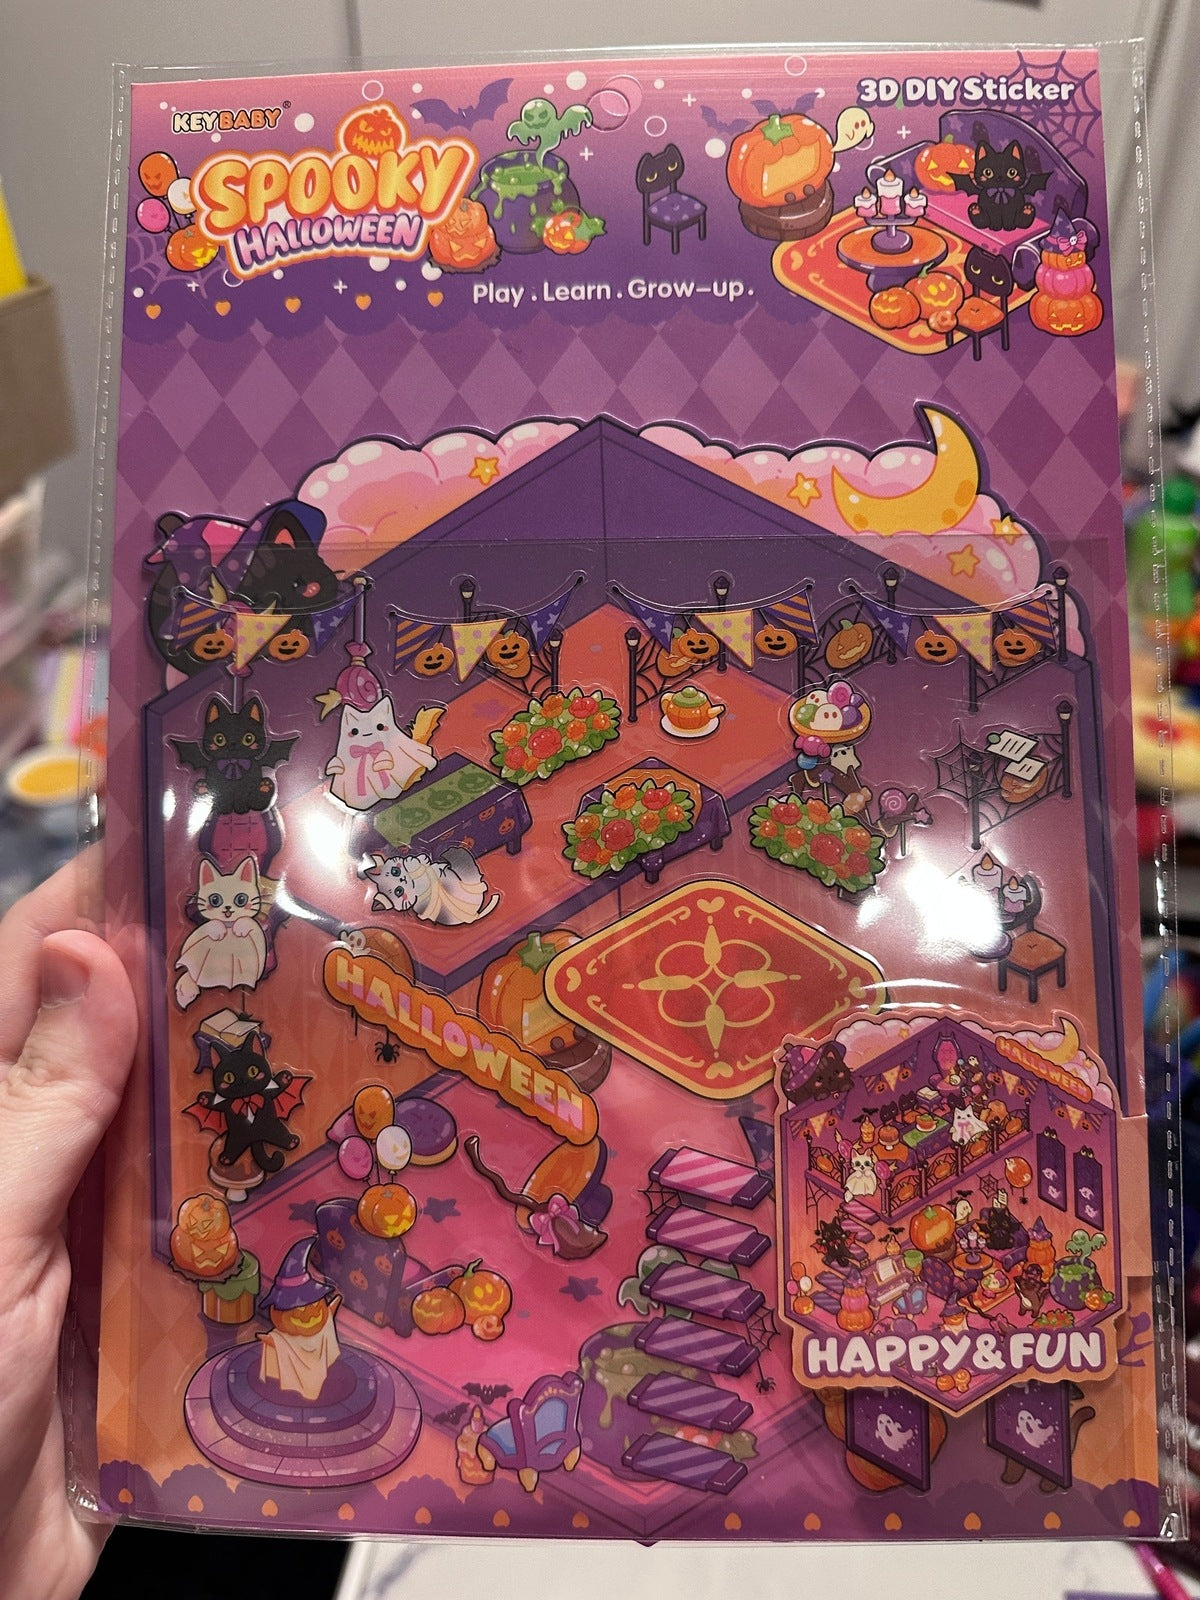 KEYBABY®
3D DIY Sticker
SPOOKY
HALLOWEEN
Play . Learn . Grow-up .
HALLOWEEN
HALLOWEEN
HAPPY&FUN